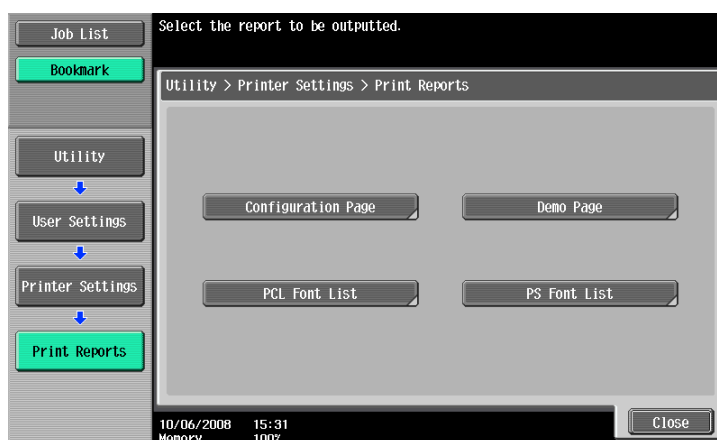 Job List
Bookmark
Select the report to be outputted.
Utility > Printer Settings > Print Reports
Utility
User Settings
Printer Settings
Print Reports
Configuration Page
Demo Page
PCL Font List
PS Font List
10/06/2008 15:31
Memory 100%
Close